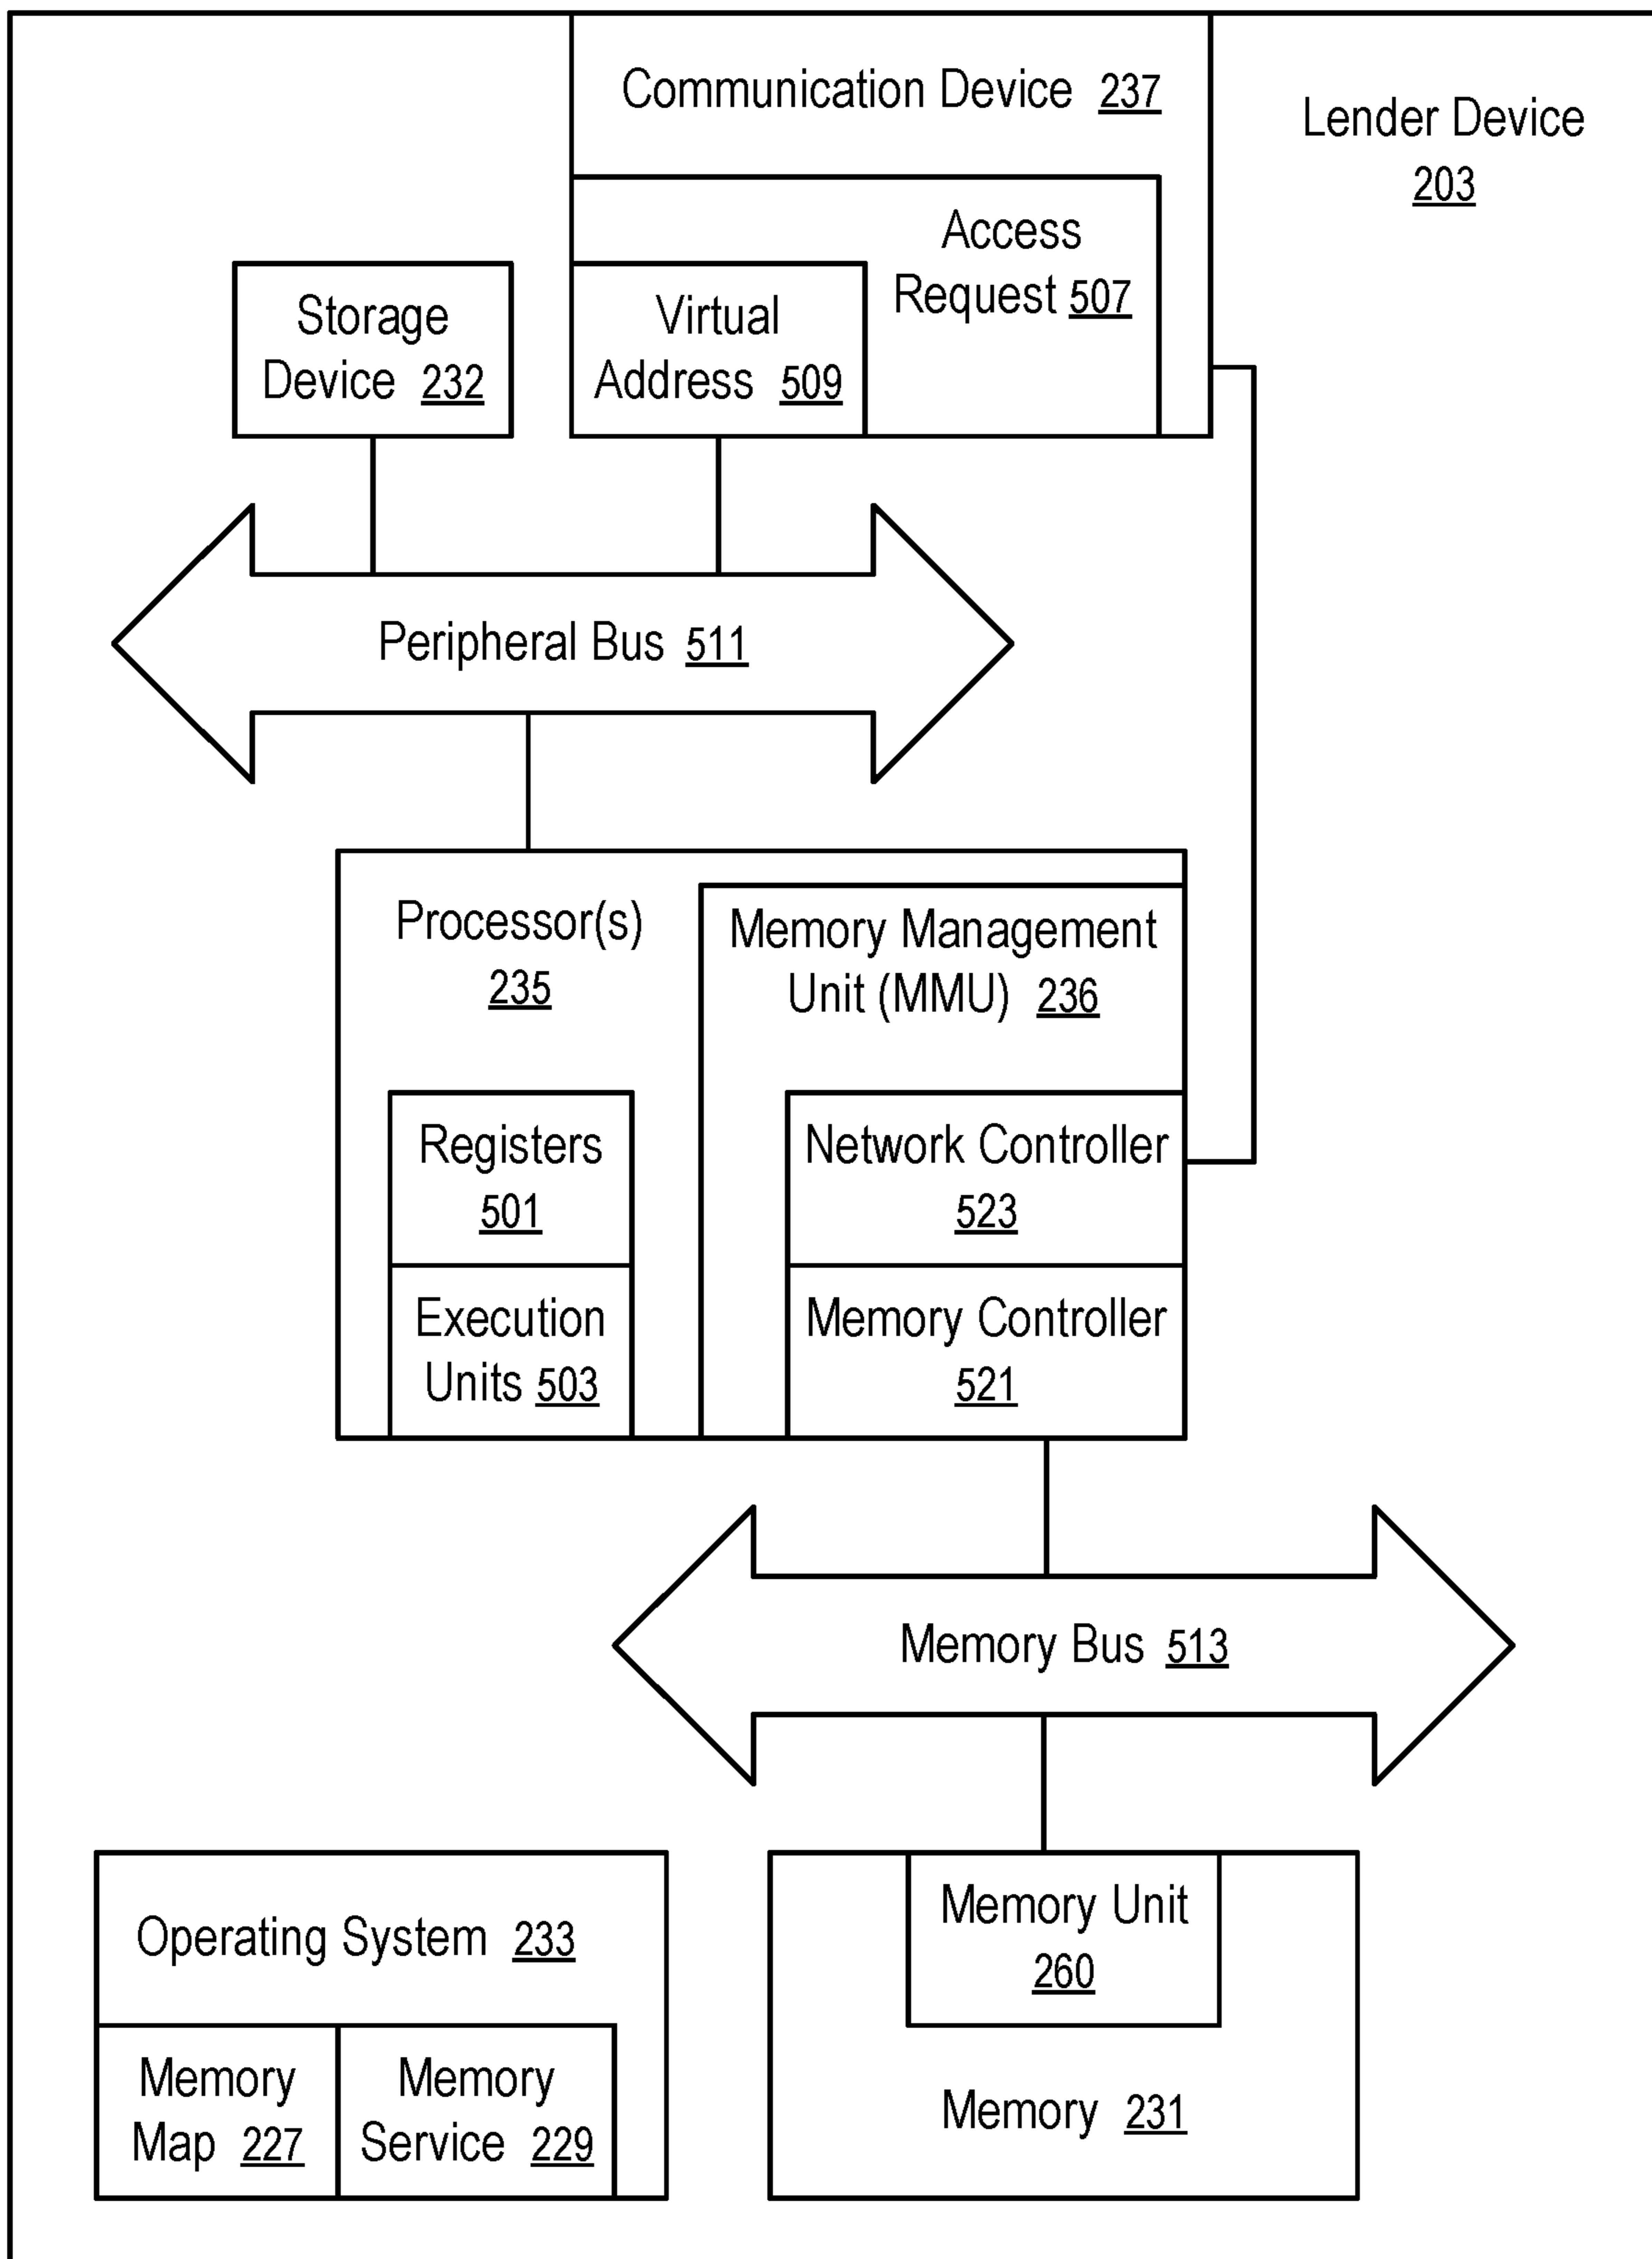 Communication Device 237
Lender Device
203
Access
Request 507
Storage
Device 232
Virtual
Address 509
Peripheral Bus 511
Processor(s)
235
Memory Management
Unit (MMU) 236
Registers
501
Network Controller
523
Execution
Units 503
Memory Controller
521
Memory Bus 513
Operating System 233
Memory Unit
260
Memory
Map 227
Memory
Service 229
Memory 231